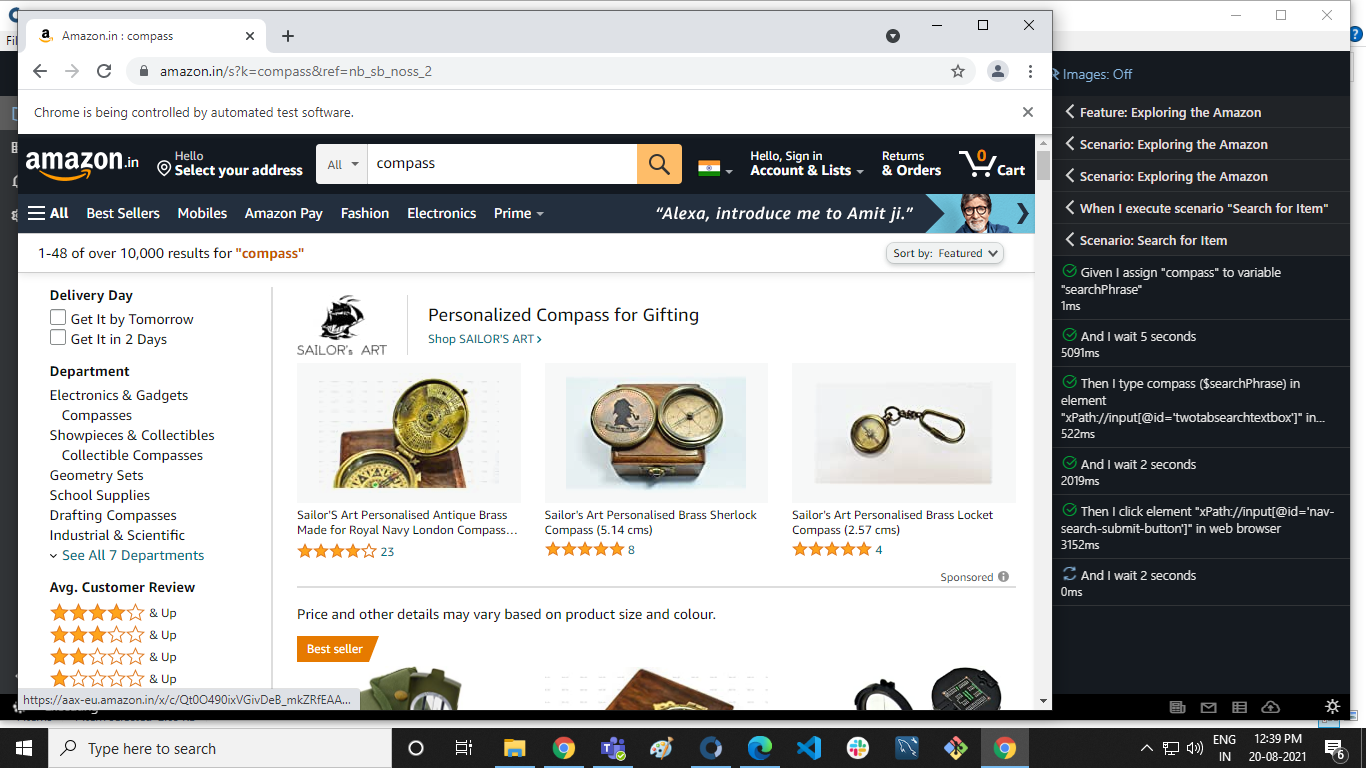 Amazon.in : compass
amazon.in/s?k=compass&ref=nb_sb_noss_2
Chrome is being controlled by automated test software.
amazon.in
Hello
Select your address
All
compass
Hello, Sign in
Account & Lists
Returns
& Orders
0
Cart
All
Best Sellers
Mobiles
Amazon Pay
Fashion
Electronics
Prime
“Alexa, introduce me to Amit ji.”
1-48 of over 10,000 results for "compass"
Sort by: Featured
Delivery Day
Get It by Tomorrow
Get It in 2 Days
Department
Electronics & Gadgets
Compasses
Showpieces & Collectibles
Collectible Compasses
Geometry Sets
School Supplies
Drafting Compasses
Industrial & Scientific
See All 7 Departments
Avg. Customer Review
& Up
& Up
& Up
& Up
SAILOR's ART
Personalized Compass for Gifting
Shop SAILOR'S ART
Sailor'S Art Personalised Antique Brass
Made for Royal Navy London Compass…
23
Sailor's Art Personalised Brass Sherlock
Compass (5.14 cms)
8
Sailor's Art Personalised Brass Locket
Compass (2.57 cms)
4
Sponsored
Price and other details may vary based on product size and colour.
Best seller
https://aax-eu.amazon.in/x/c/Qt0O490ixVGivDeB_mkZRfEAA...
Images: Off
Feature: Exploring the Amazon
Scenario: Exploring the Amazon
Scenario: Exploring the Amazon
When I execute scenario "Search for Item"
Scenario: Search for Item
Given I assign "compass" to variable
"searchPhrase"
1ms
And I wait 5 seconds
5091ms
Then I type compass ($searchPhrase) in
element
"xPath://input[@id='twotabsearchtextbox']" in...
522ms
And I wait 2 seconds
2019ms
Then I click element "xPath://input[@id='nav-
search-submit-button']" in web browser
3152ms
And I wait 2 seconds
0ms
Type here to search
ENG
IN
12:39 PM
20-08-2021
6